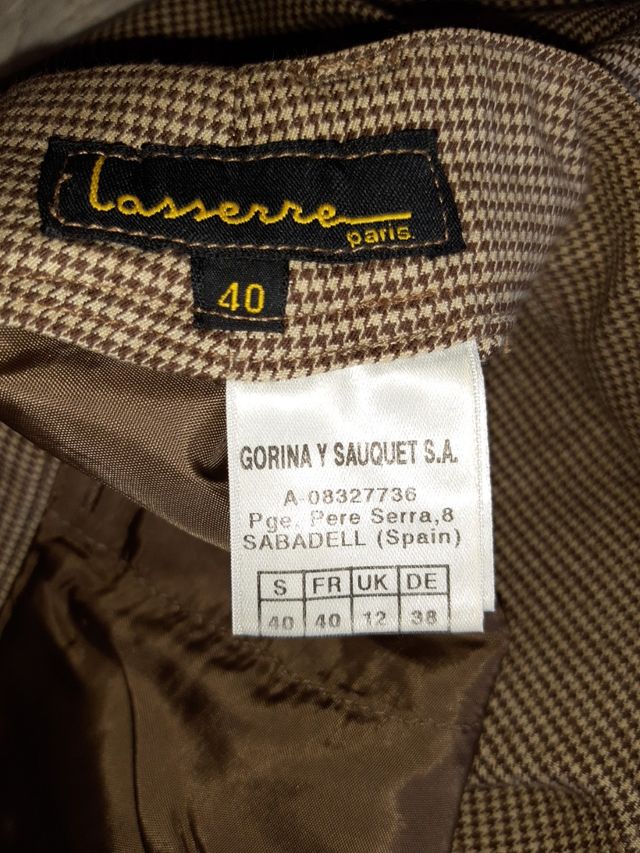 Lasserre
paris
40
GORINA Y SAUQUET S.A.
A-08327736
Pge. Pere Serra,8
SABADELL (Spain)
S FR UK DE
40 40 12 38